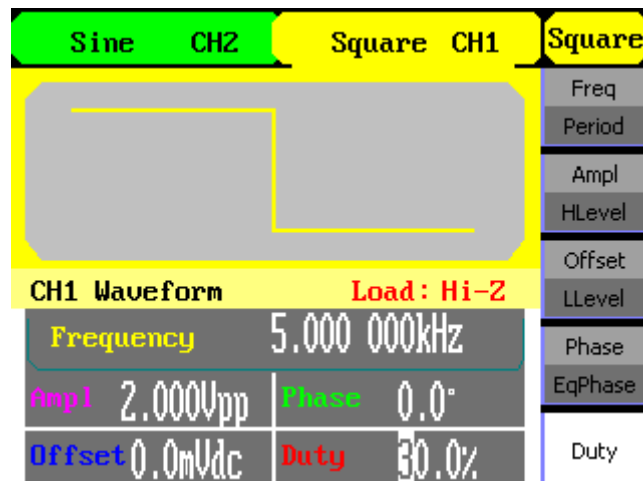 Sine CH2
Square CH1
Square
Freq
Period
Ampl
HLevel
Offset
LLevel
Phase
EqPhase
Duty
CH1 Waveform
Load: Hi-Z
Frequency 5.000 000kHz
Ampl 2.000Vpp
Phase 0.0°
Offset 0.0mVdc
Duty 30.0%